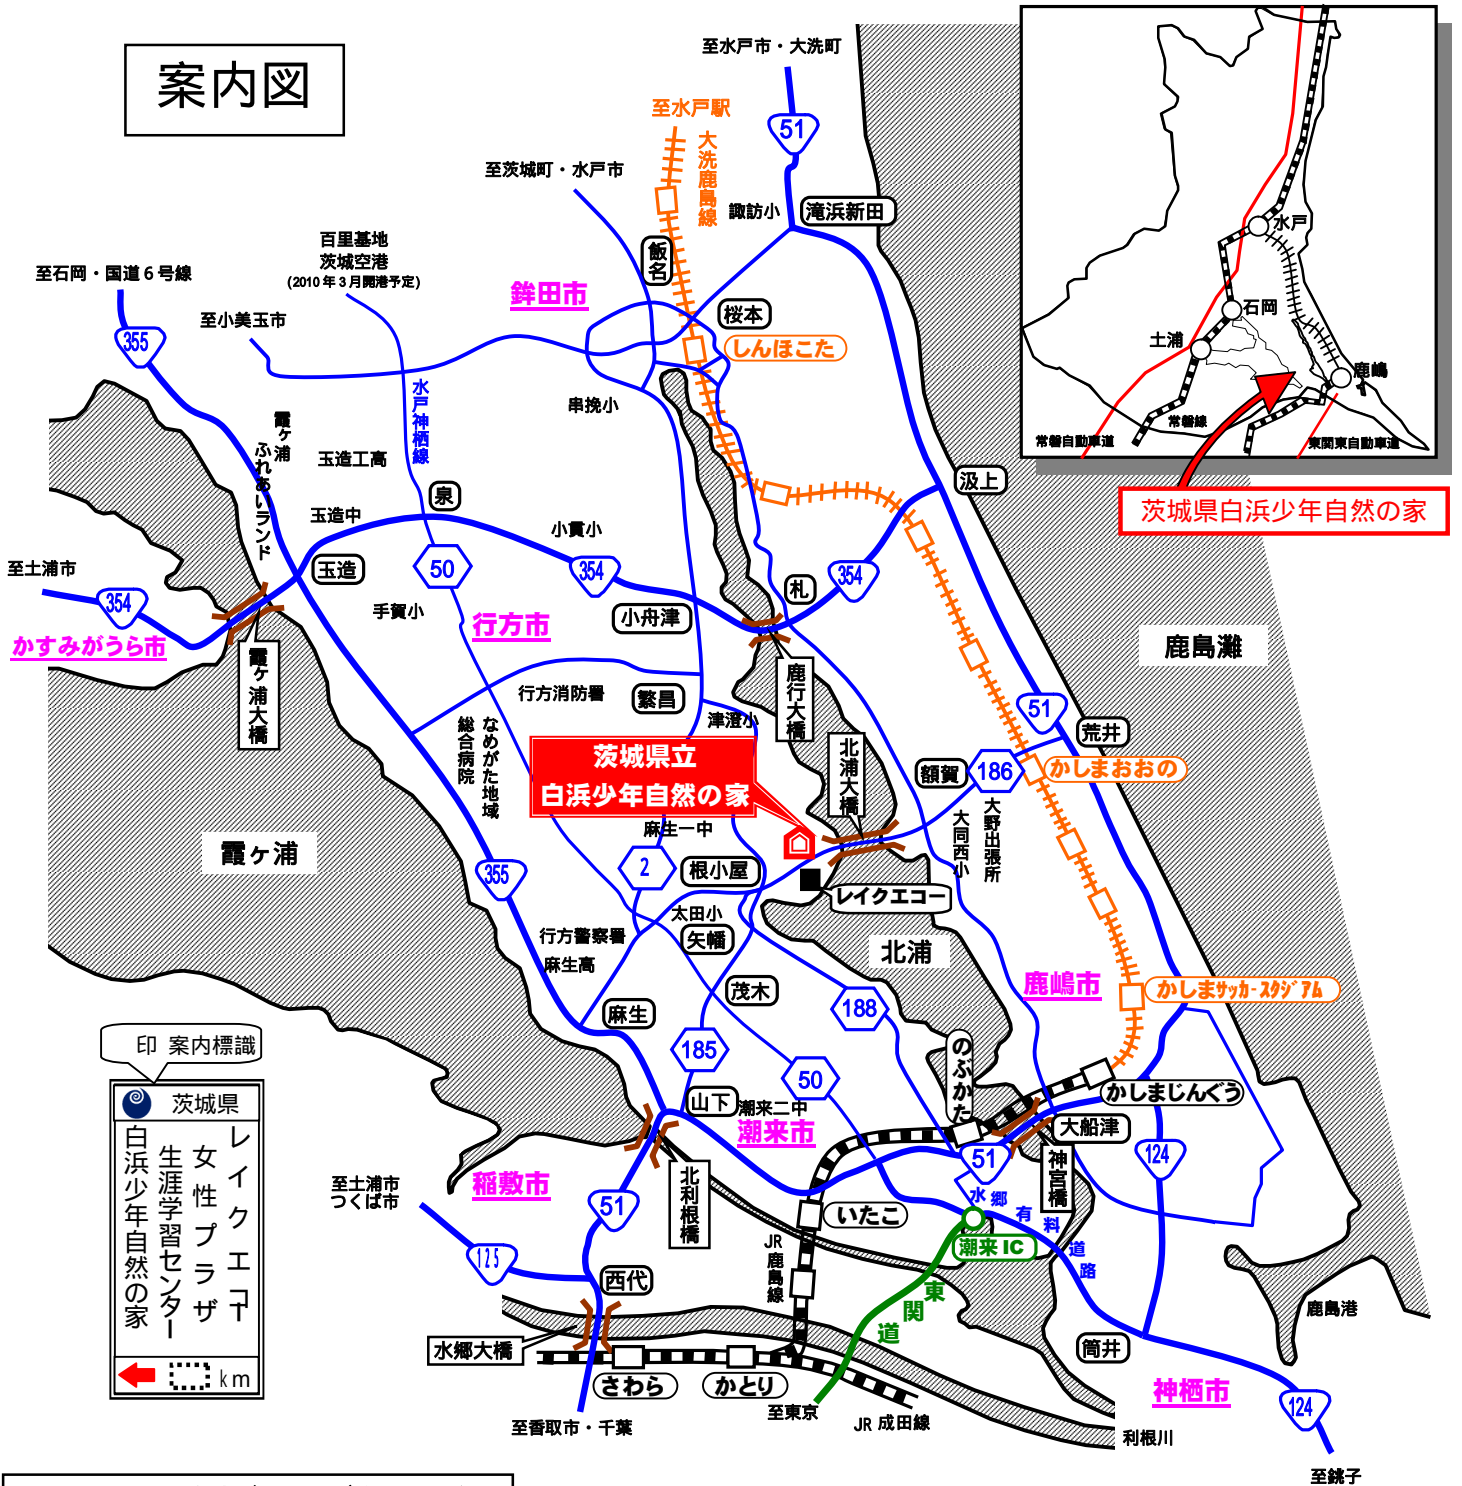 案内図
至水戸市・大洗町
至水戸駅
大洗鹿島線
51
至茨城町・水戸市
諏訪小
滝浜新田
飯名
百里基地
茨城空港
(2010年3月開港予定)
至石岡・国道6号線
鉾田市
至小美玉市
355
桜本
しんほこた
水戸神栖線
串挽小
霞ヶ浦
ふれあいランド
玉造工高
泉
玉造中
小貫小
汲上
至土浦市
354
かすみがうら市
玉造
50
354
354
札
手賀小
行方市
小舟津
霞ヶ浦大橋
鹿行大橋
鹿島灘
行方消防署
繁昌
津澄小
51
荒井
総合病院
なめがた地域
茨城県立
白浜少年自然の家
北浦大橋
額賀
186
かしまおおの
大野出張所
大同西小
麻生一中
霞ヶ浦
355
2
根小屋
レイクエコー
太田小
行方警察署
矢幡
麻生高
北浦
鹿嶋市
茂木
かしまサッカ-スタジアム
麻生
188
185
50
のぶかた
かしまじんぐう
山下
潮来二中
潮来市
大船津
51
神宮橋
124
稲敷市
北利根橋
至土浦市
つくば市
51
125
いたこ
水郷有料道路
潮来IC
JR鹿島線
東関道
西代
水郷大橋
鹿島港
筒井
さわら
かとり
神栖市
至東京
JR 成田線
124
至香取市・千葉
利根川
至銚子
印 案内標識
茨城県
レイクエコー
女性プラザ
生涯学習センター
白浜少年自然の家
km
水戸
石岡
土浦
鹿嶋
常磐線
常磐自動車道
東関東自動車道
茨城県白浜少年自然の家